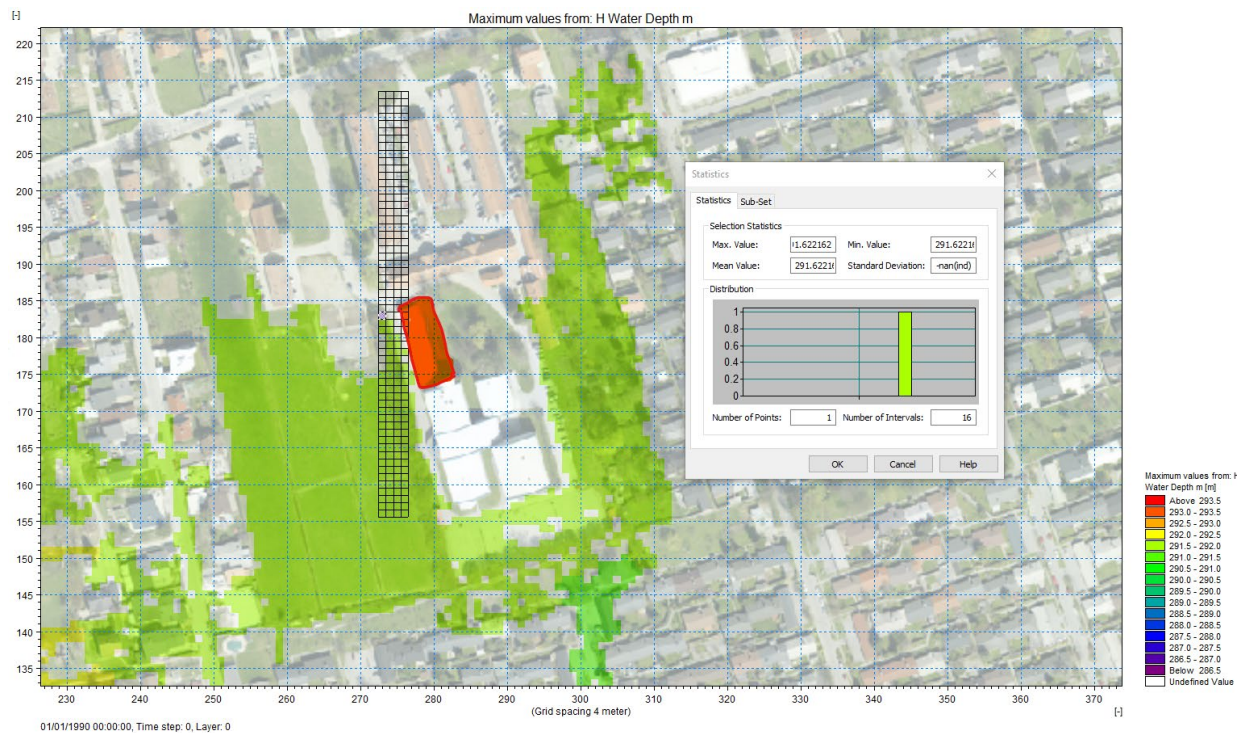 Maximum values from: H Water Depth m
[-]
220
215
210
205
200
195
190
185
180
175
170
165
160
155
150
145
140
135
230 240 250 260 270 280 290 300 310 320 330 340 350 360 370
(Grid spacing 4 meter)
[-]
01/01/1990 00:00:00, Time step: 0, Layer: 0
Statistics
Statistics Sub-Set
Selection Statistics
Max. Value: 1.622162 Min. Value: 291.6221
Mean Value: 291.6221 Standard Deviation: -nan(ind)
Distribution
1
0.8
0.6
0.4
0.2
0
Number of Points: 1 Number of Intervals: 16
OK Cancel Help
Maximum values from: H
Water Depth m [m]
Above 293.5
293.0 - 293.5
292.5 - 293.0
292.0 - 292.5
291.5 - 292.0
291.0 - 291.5
290.5 - 291.0
290.0 - 290.5
289.5 - 290.0
289.0 - 289.5
288.5 - 289.0
288.0 - 288.5
287.5 - 288.0
287.0 - 287.5
286.5 - 287.0
Below 286.5
Undefined Value